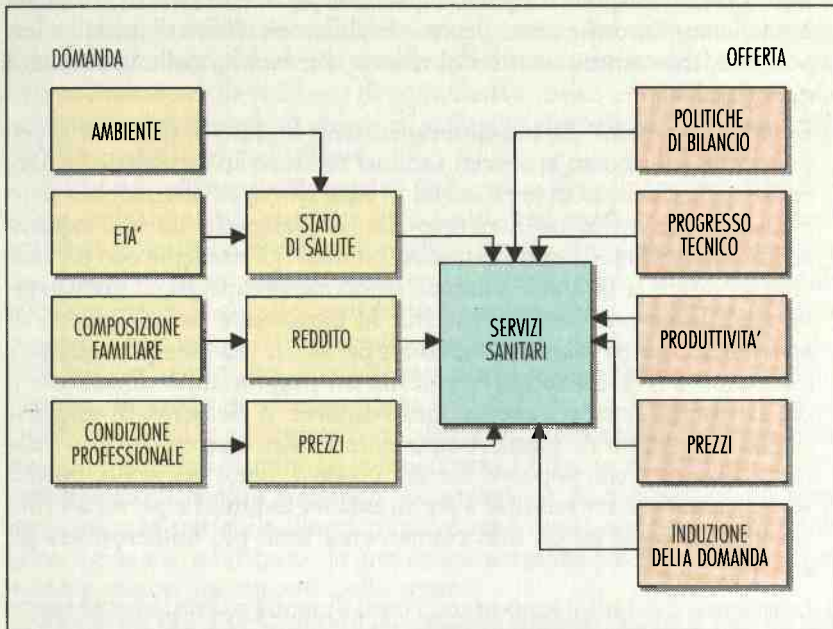 DOMANDA
OFFERTA
AMBIENTE
POLITICHE
DI BILANCIO
ETA'
STATO
DI SALUTE
PROGRESSO
TECNICO
COMPOSIZIONE
FAMILIARE
REDDITO
SERVIZI
SANITARI
PRODUTTIVITA'
CONDIZIONE
PROFESSIONALE
PREZZI
PREZZI
INDUZIONE
DELLA DOMANDA